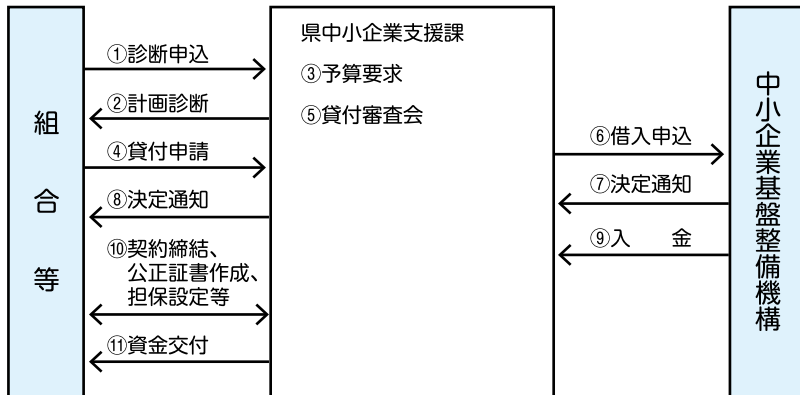 組合等
①診断申込
②計画診断
④貸付申請
⑧決定通知
⑩契約締結、
公正証書作成、
担保設定等
⑪資金交付
県中小企業支援課
③予算要求
⑤貸付審査会
⑥借入申込
⑦決定通知
⑨入　　金
中小企業基盤整備機構